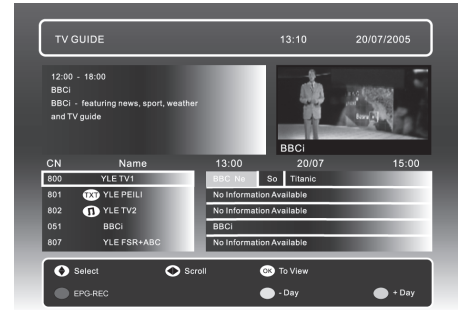 TV GUIDE 13:10 20/07/2005
12:00 - 18:00
BBCi
BBCi - featuring news, sport, weather
and TV guide
BBCi
CN Name 13:00 20/07 15:00
800 YLE TV1 BBC Ne So Titanic
801 TXT YLE PEILI No Information Available
802 YLE TV2 No Information Available
051 BBCi BBCi
807 YLE FSR+ABC No Information Available
Select Scroll OK To View
EPG-REC - Day + Day